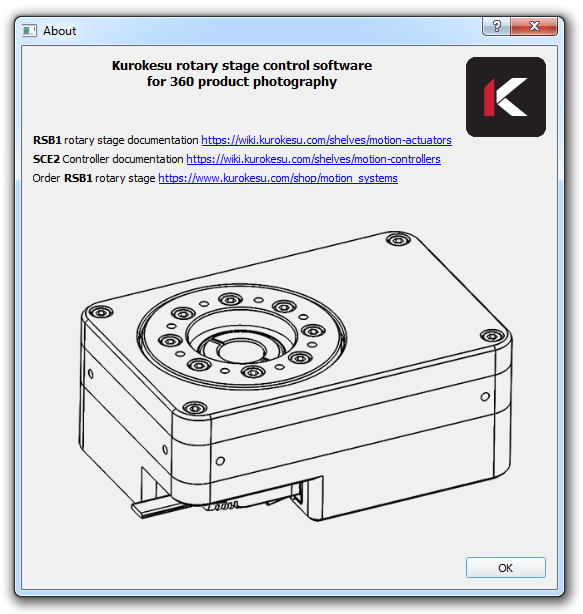 About
Kurokesu rotary stage control software
for 360 product photography
RSB1 rotary stage documentation https://wiki.kurokesu.com/shelves/motion-actuators
SCE2 Controller documentation https://wiki.kurokesu.com/shelves/motion-controllers
Order RSB1 rotary stage https://www.kurokesu.com/shop/motion_systems
OK